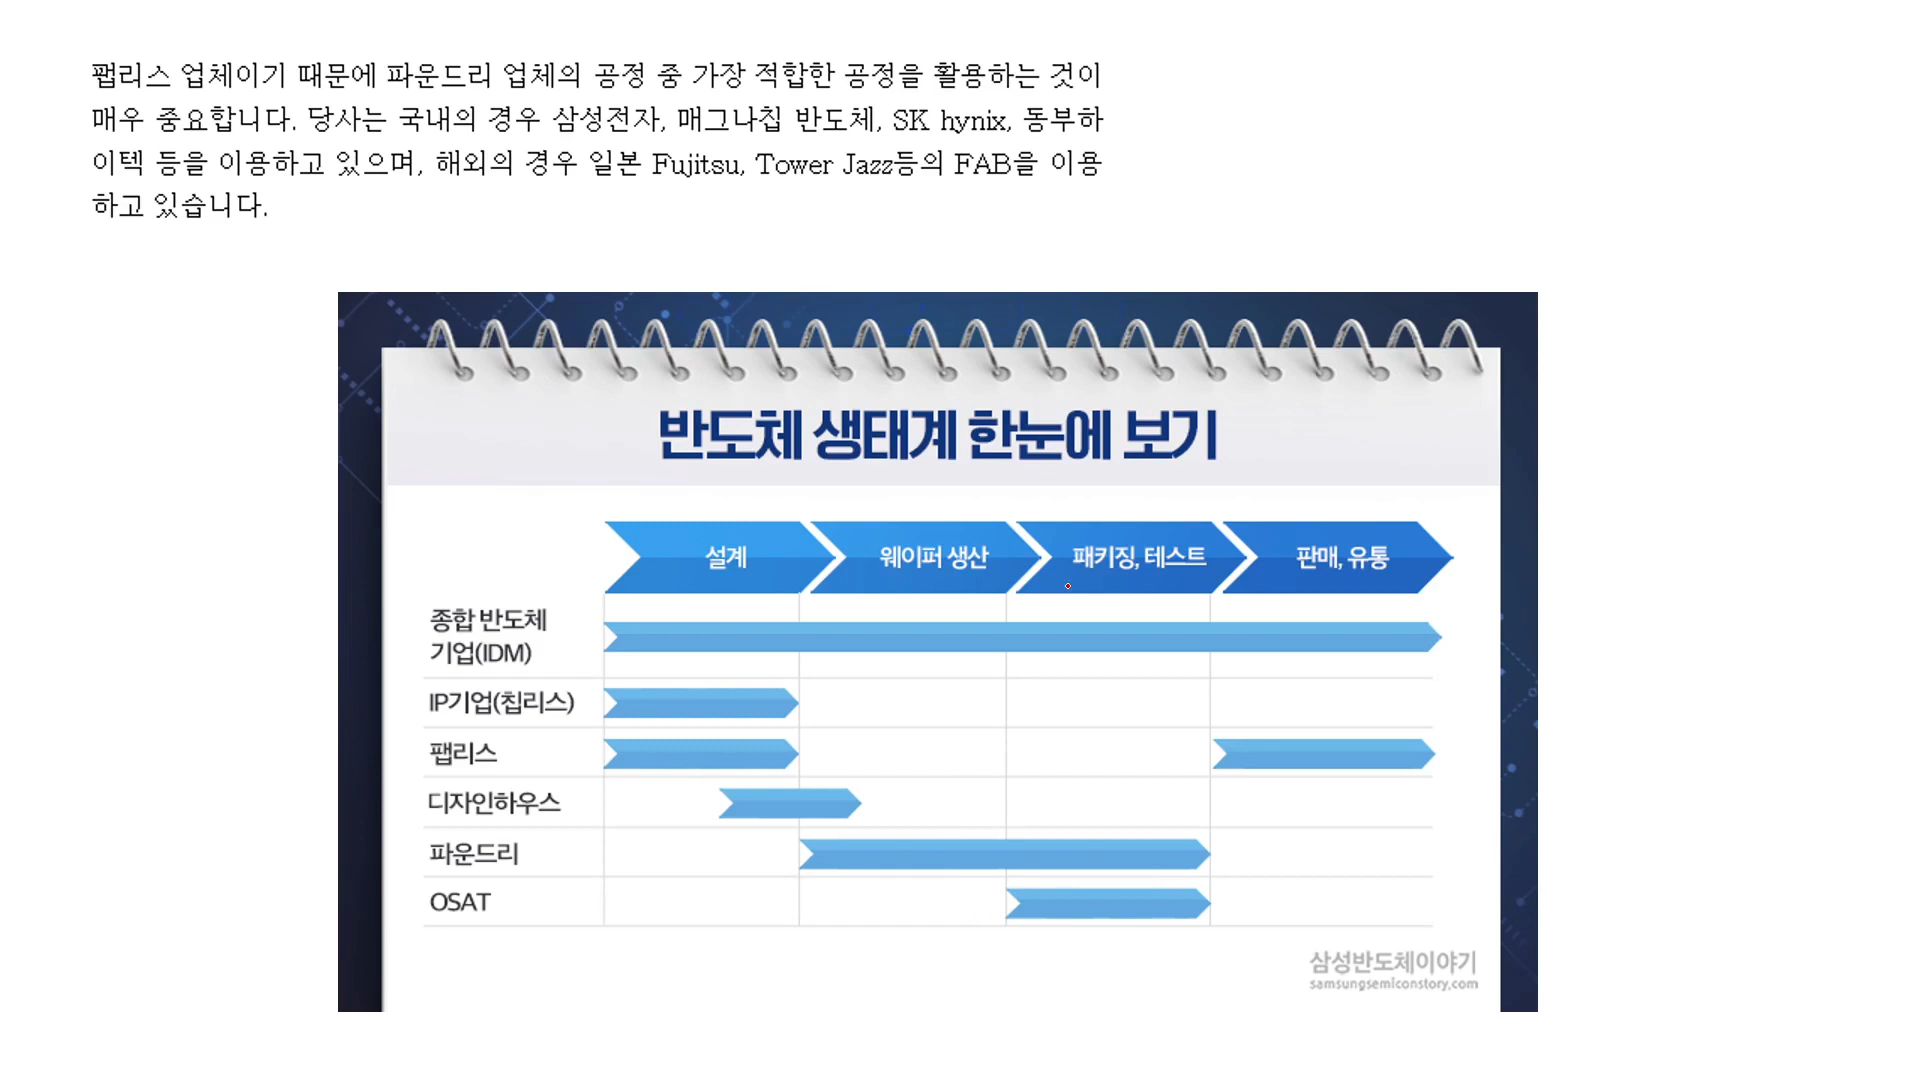 팹리스 업체이기 때문에 파운드리 업체의 공정 중 가장 적합한 공정을 활용하는 것이
매우 중요합니다. 당사는 국내의 경우 삼성전자, 매그나칩 반도체, SK hynix, 동부하
이텍 등을 이용하고 있으며, 해외의 경우 일본 Fujitsu, Tower Jazz등의 FAB을 이용
하고 있습니다.
반도체 생태계 한눈에 보기
설계 웨이퍼 생산 패키징, 테스트 판매, 유통
종합 반도체
기업(IDM)
IP기업(칩리스)
팹리스
디자인하우스
파운드리
OSAT
삼성반도체이야기
samsungsemiconstory.com